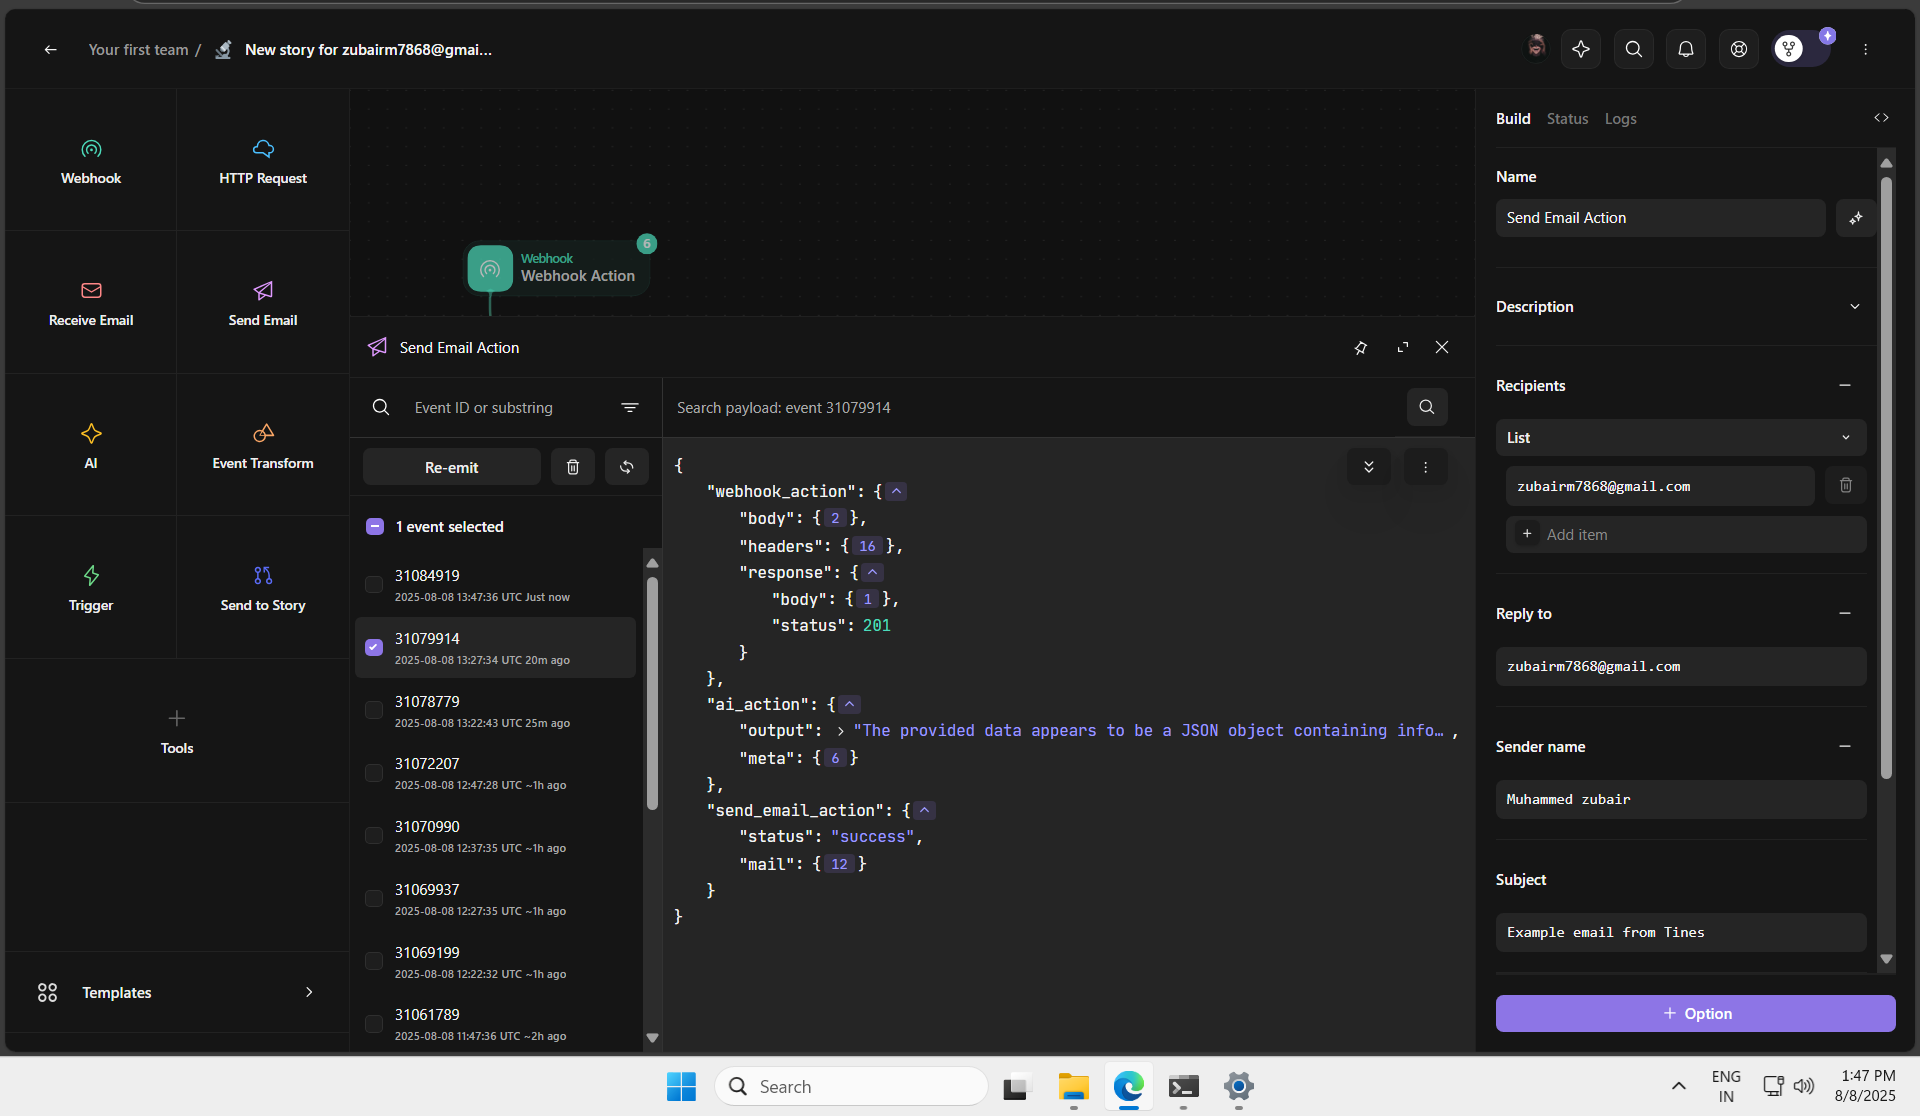 Your first team / New story for zubairm7868@gmai...
Webhook
HTTP Request
Receive Email
Send Email
AI
Event Transform
Trigger
Send to Story
Tools
Templates
6
Webhook
Webhook Action
Send Email Action
Event ID or substring
Search payload: event 31079914
Re-emit
1 event selected
31084919
2025-08-08 13:47:36 UTC Just now
31079914
2025-08-08 13:27:34 UTC 20m ago
31078779
2025-08-08 13:22:43 UTC 25m ago
31072207
2025-08-08 12:47:28 UTC ~1h ago
31070990
2025-08-08 12:37:35 UTC ~1h ago
31069937
2025-08-08 12:27:35 UTC ~1h ago
31069199
2025-08-08 12:22:32 UTC ~1h ago
31061789
2025-08-08 11:47:36 UTC ~2h ago
{
"webhook_action": {
"body": { 2 },
"headers": { 16 },
"response": {
"body": { 1 },
"status": 201
}
},
"ai_action": {
"output": "The provided data appears to be a JSON object containing info… ,
"meta": { 6 }
},
"send_email_action": {
"status": "success",
"mail": { 12 }
}
}
Build Status Logs
Name
Send Email Action
Description
Recipients
List
zubairm7868@gmail.com
+ Add item
Reply to
zubairm7868@gmail.com
Sender name
Muhammed zubair
Subject
Example email from Tines
+ Option
Search
ENG
IN
1:47 PM
8/8/2025